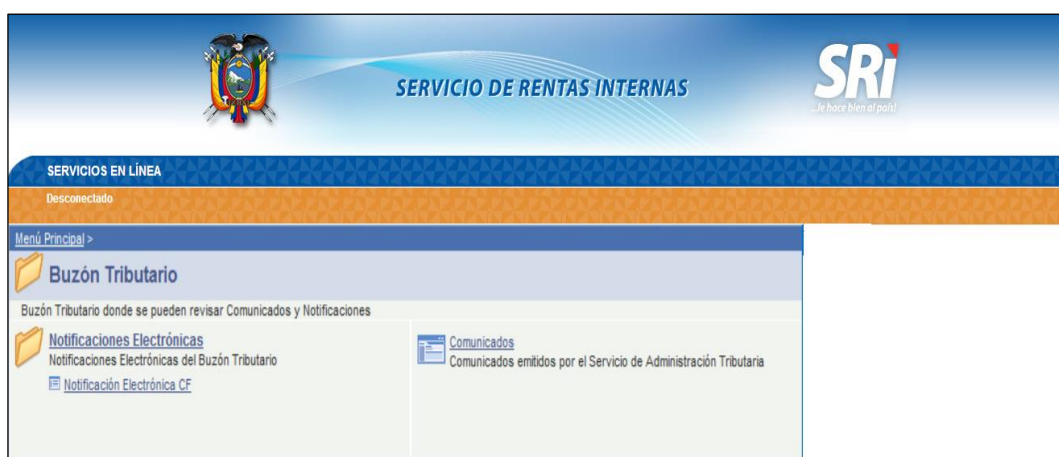 SERVICIO DE RENTAS INTERNAS
SRi
...le hace bien al país!
SERVICIOS EN LÍNEA
Desconectado
Menú Principal >
Buzón Tributario
Buzón Tributario donde se pueden revisar Comunicados y Notificaciones
Notificaciones Electrónicas
Notificaciones Electrónicas del Buzón Tributario
Notificación Electrónica CF
Comunicados
Comunicados emitidos por el Servicio de Administración Tributaria